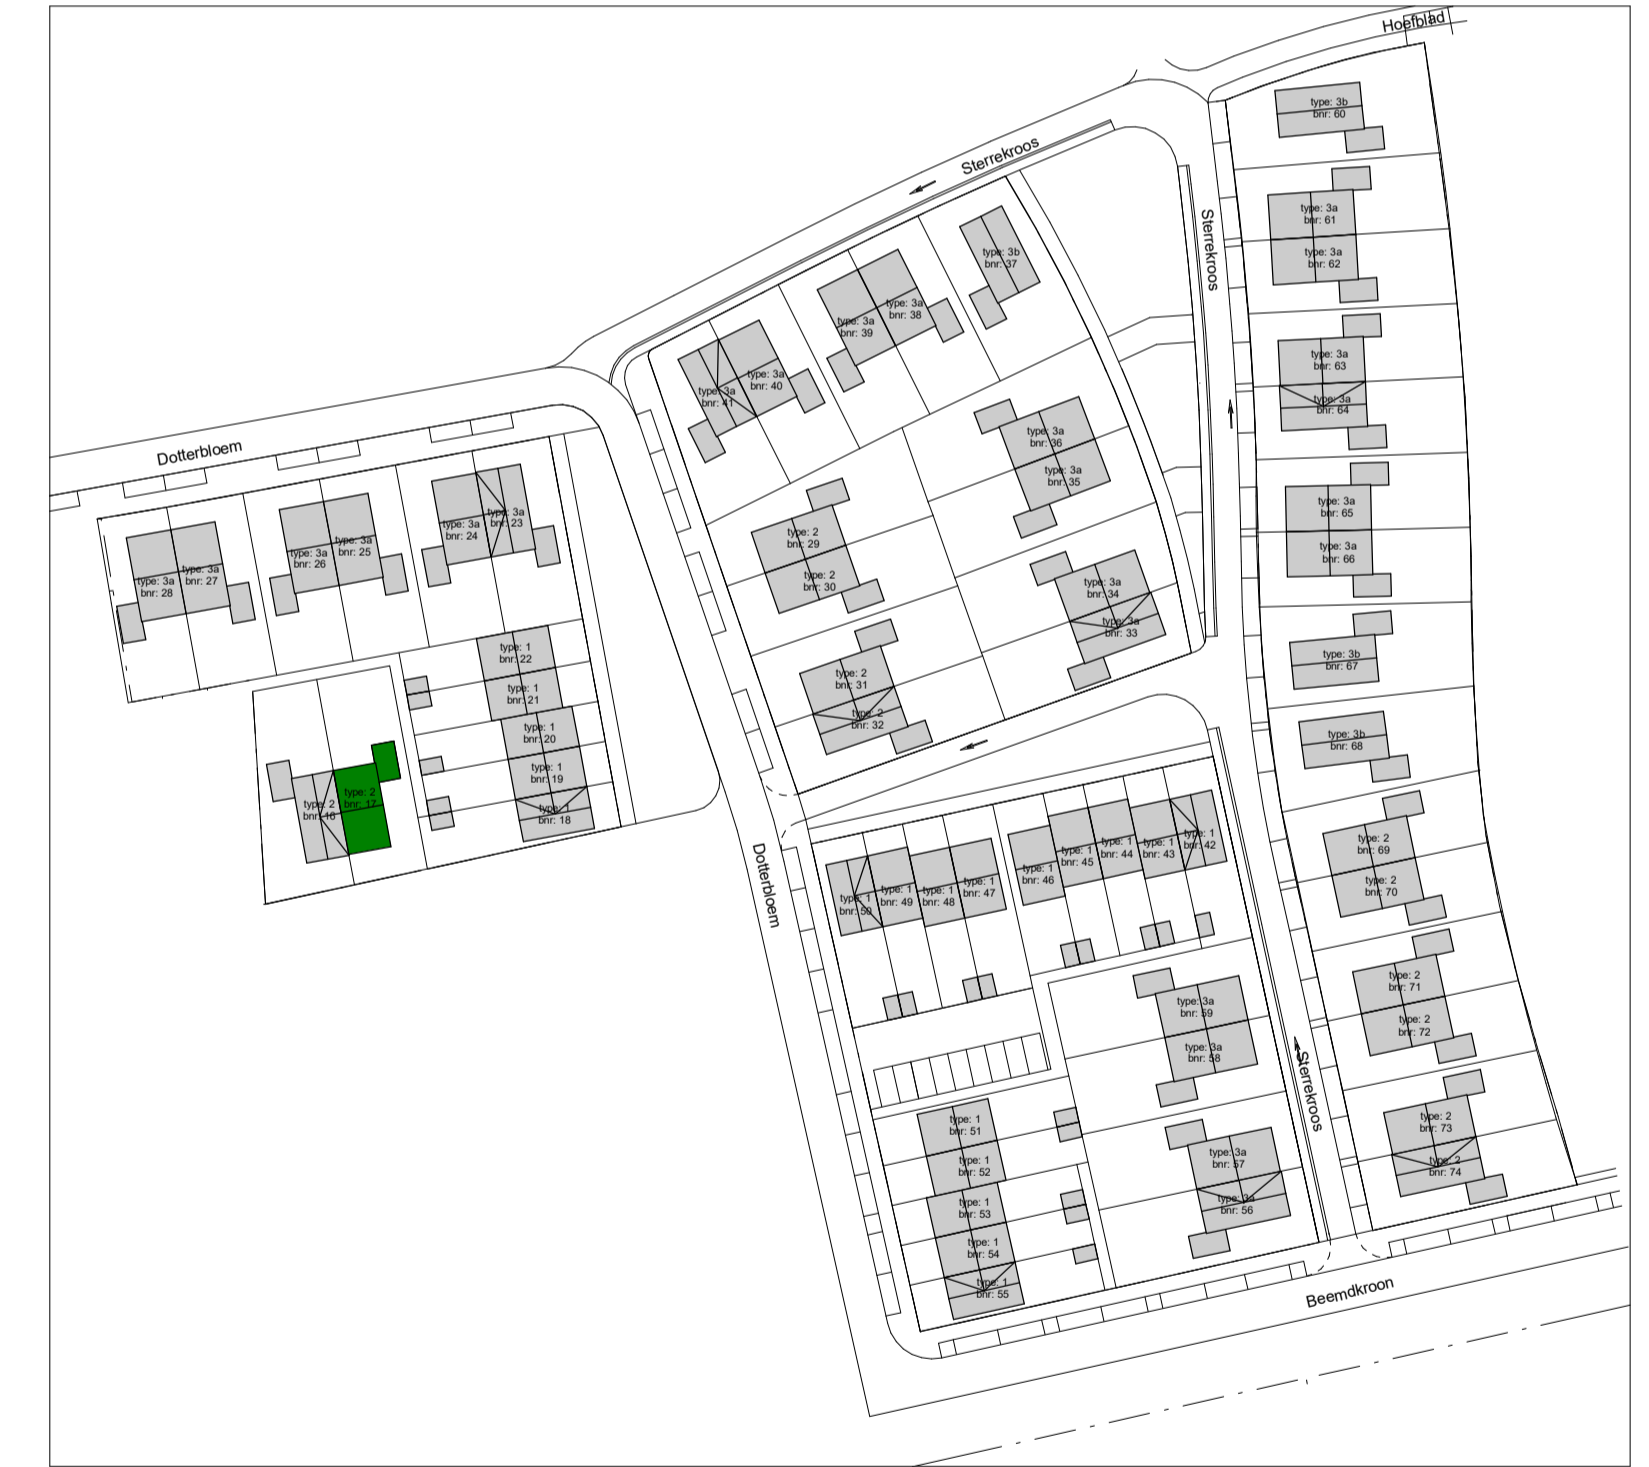 Hoefblad
Sterrekroos
Sterrekroos
Dotterbloem
Dotterbloem
Sterrekroos
Beemdkroon
type: 3b
bnr: 60
type: 3a
bnr: 61
type: 3a
bnr: 62
type: 3a
bnr: 63
type: 3a
bnr: 64
type: 3a
bnr: 65
type: 3a
bnr: 66
type: 3b
bnr: 67
type: 3b
bnr: 68
type: 2
bnr: 69
type: 2
bnr: 70
type: 2
bnr: 71
type: 2
bnr: 72
type: 2
bnr: 73
type: 2
bnr: 74
type: 3b
bnr: 37
type: 3a
bnr: 38
type: 3a
bnr: 39
type: 3a
bnr: 40
type: 3a
bnr: 41
type: 3a
bnr: 36
type: 3a
bnr: 35
type: 3a
bnr: 34
type: 3a
bnr: 33
type: 2
bnr: 29
type: 2
bnr: 30
type: 2
bnr: 31
type: 2
bnr: 32
type: 3a
bnr: 23
type: 3a
bnr: 24
type: 3a
bnr: 25
type: 3a
bnr: 26
type: 3a
bnr: 27
type: 3a
bnr: 28
type: 1
bnr: 22
type: 1
bnr: 21
type: 1
bnr: 20
type: 1
bnr: 19
type: 1
bnr: 18
type: 2
bnr: 17
type: 2
bnr: 16
type: 1
bnr: 42
type: 1
bnr: 43
type: 1
bnr: 44
type: 1
bnr: 45
type: 1
bnr: 46
type: 1
bnr: 47
type: 1
bnr: 48
type: 1
bnr: 49
type: 1
bnr: 50
type: 3a
bnr: 59
type: 3a
bnr: 58
type: 3a
bnr: 57
type: 3a
bnr: 56
type: 1
bnr: 51
type: 1
bnr: 52
type: 1
bnr: 53
type: 1
bnr: 54
type: 1
bnr: 55